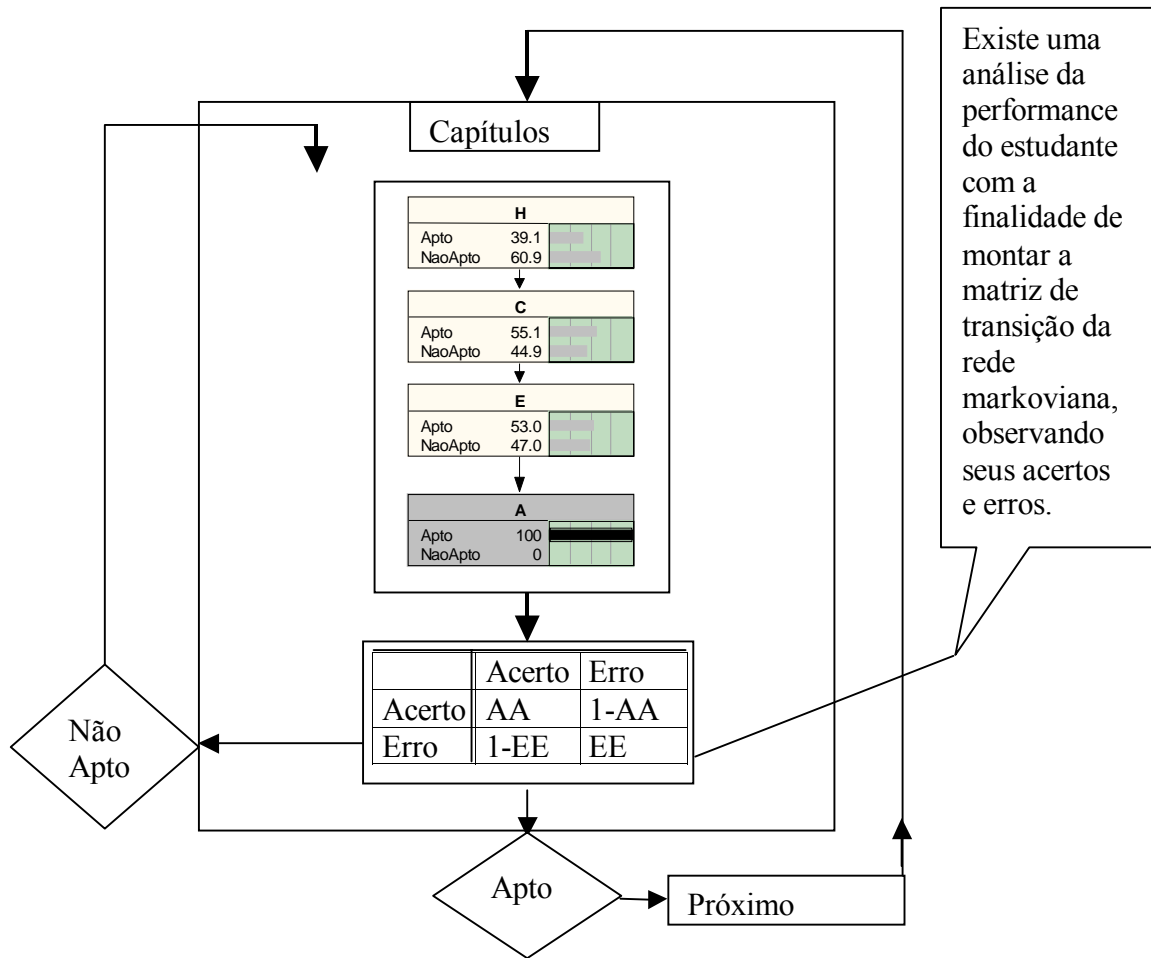 Capítulos
H
Apto 39.1
NaoApto 60.9
C
Apto 55.1
NaoApto 44.9
E
Apto 53.0
NaoApto 47.0
A
Apto 100
NaoApto 0
Acerto Erro
Acerto AA 1-AA
Erro 1-EE EE
Não
Apto
Apto
Próximo
Existe uma
análise da
performance
do estudante
com a
finalidade de
montar a
matriz de
transição da
rede
markoviana,
observando
seus acertos
e erros.